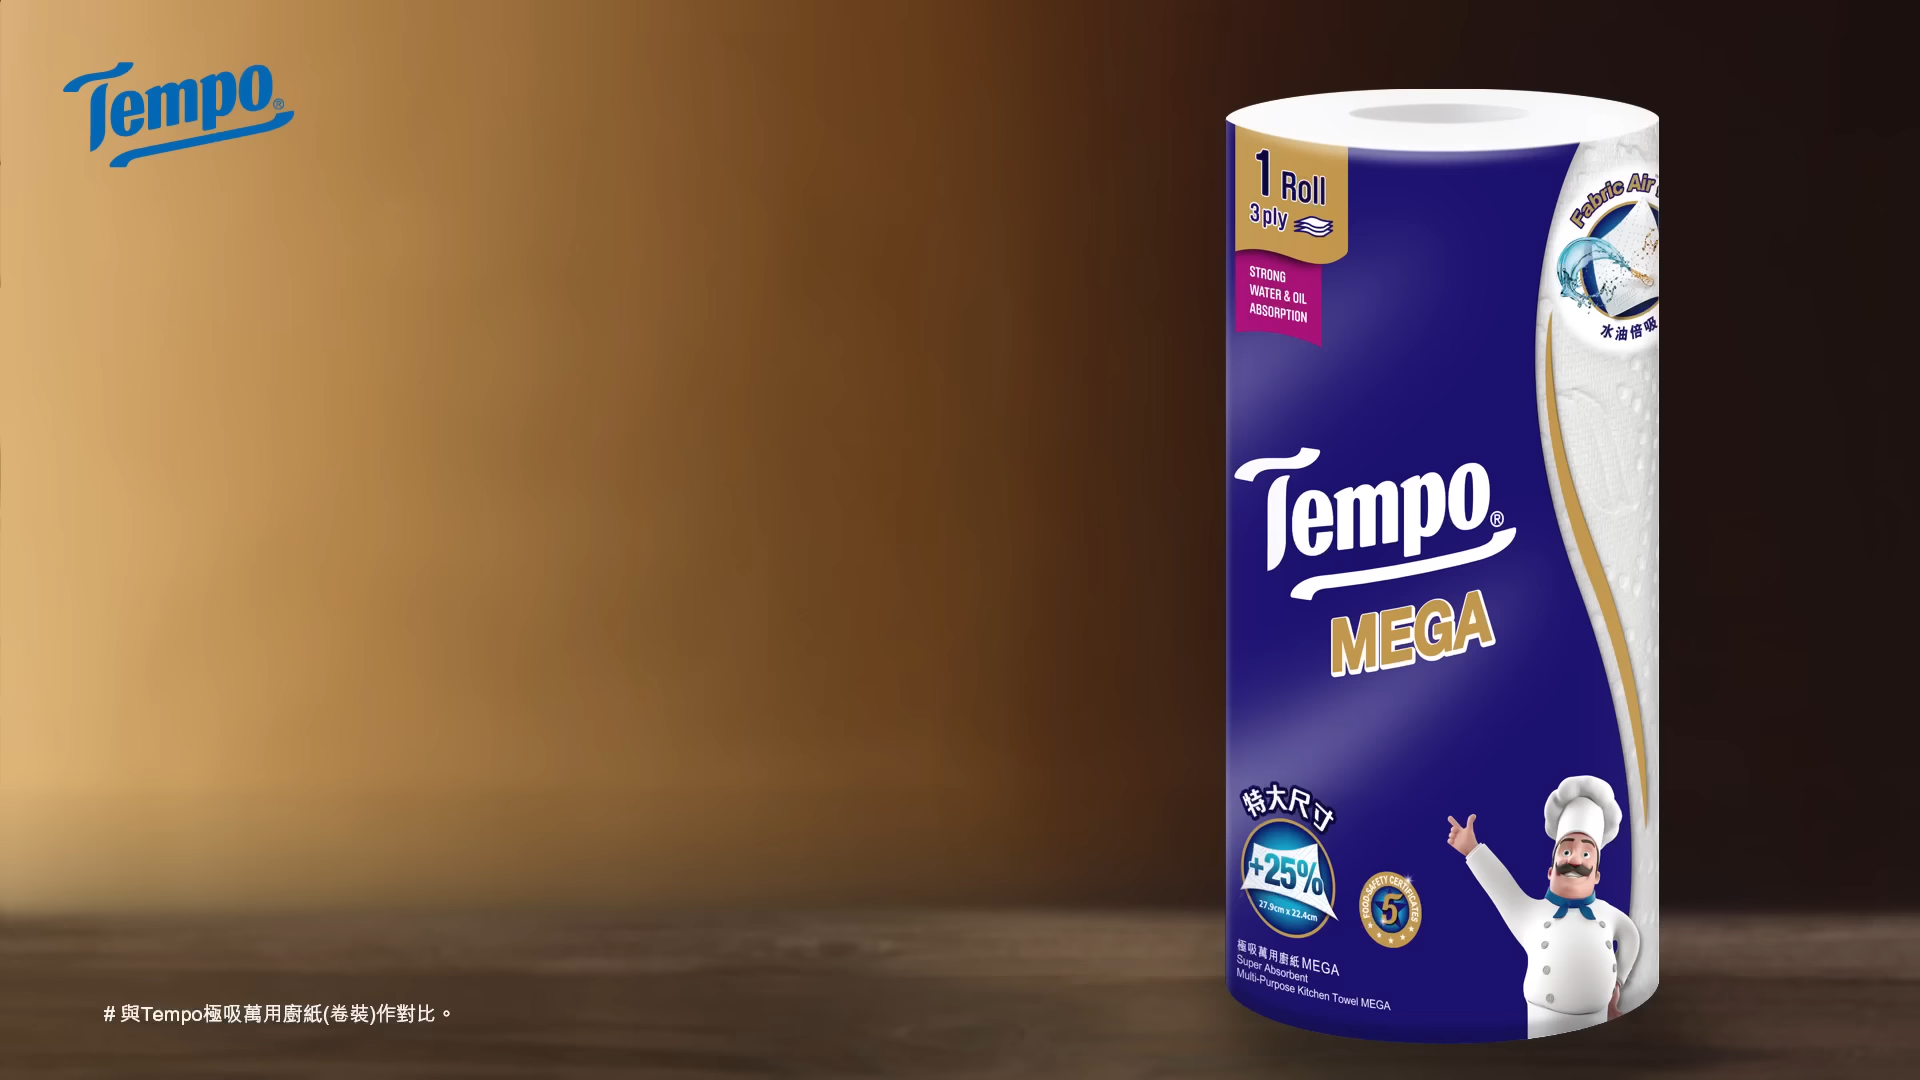 Tempo®
1 Roll
3 ply
STRONG
WATER & OIL
ABSORPTION
Fabric Air
水油倍吸
Tempo®
MEGA
特大尺寸
+25%
27.9cm x 22.4cm
FOOD-SAFETY CERTIFICATES
5
極吸萬用廚紙MEGA
Super Absorbent
Multi-Purpose Kitchen Towel MEGA
# 與Tempo極吸萬用廚紙(卷裝)作對比。